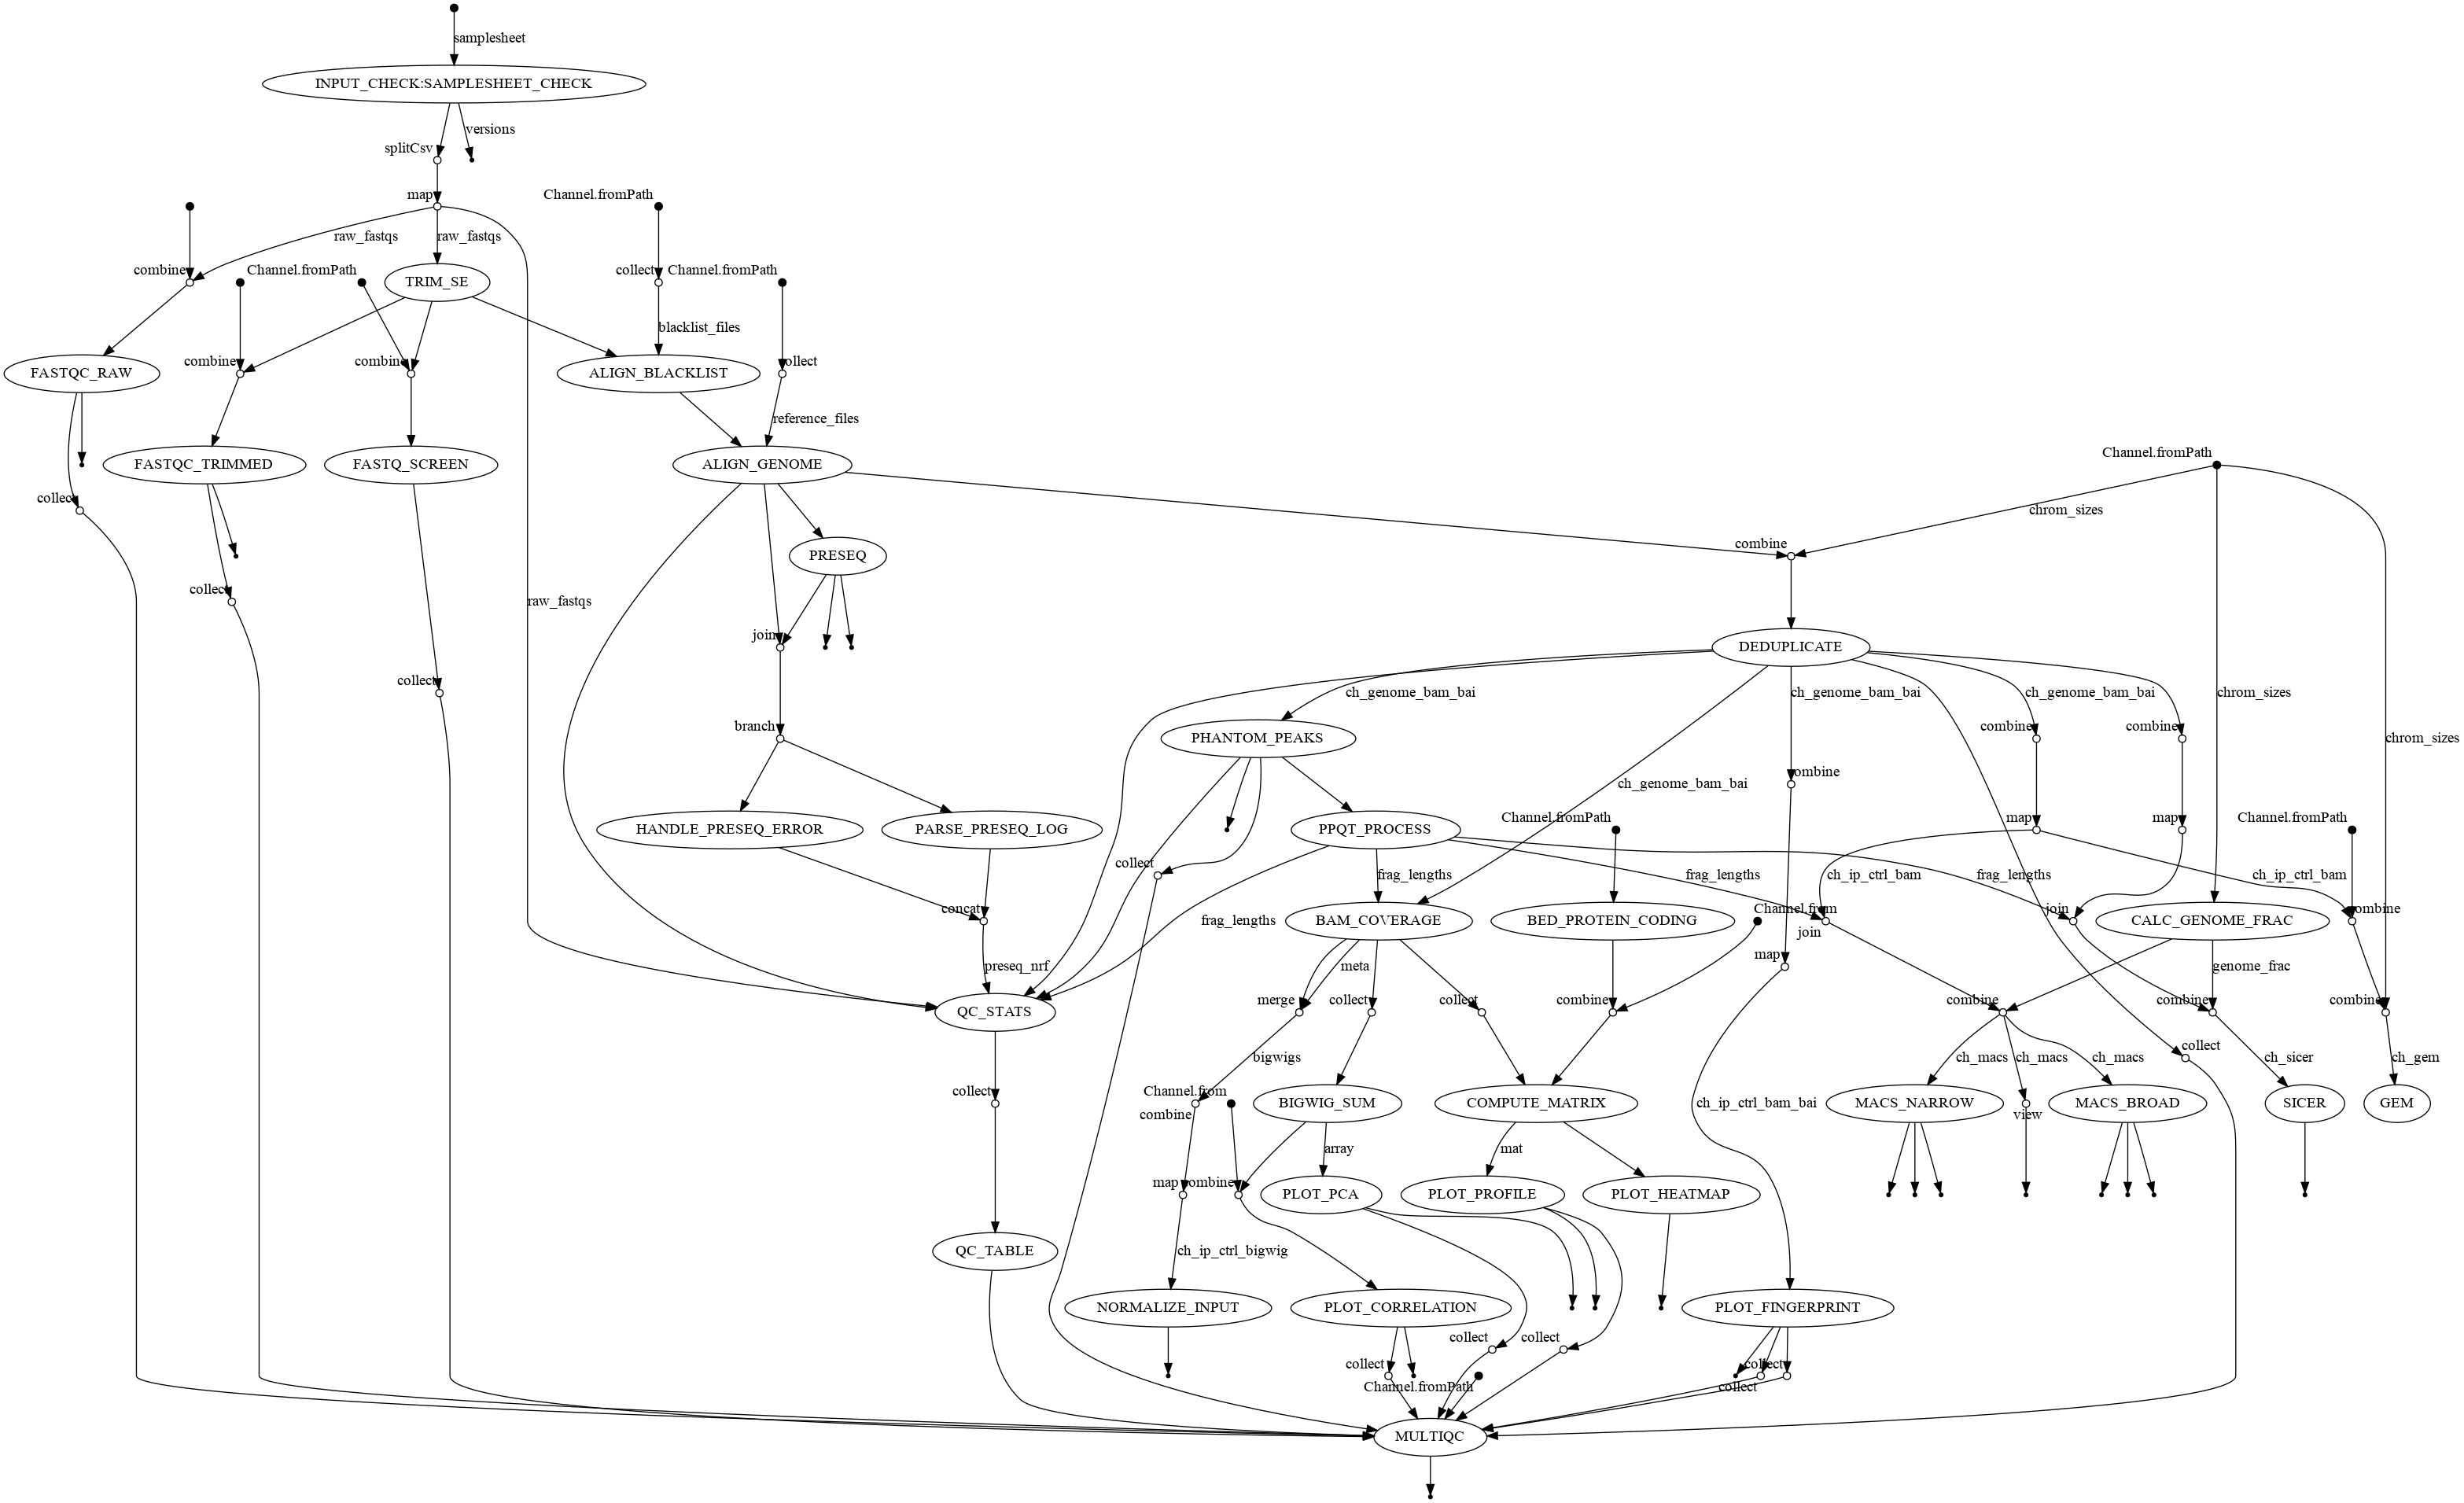 samplesheet
INPUT_CHECK:SAMPLESHEET_CHECK
versions
splitCsv
map
Channel.fromPath
raw_fastqs
raw_fastqs
combine
Channel.fromPath
collect
Channel.fromPath
TRIM_SE
blacklist_files
combine
combine
collect
FASTQC_RAW
ALIGN_BLACKLIST
reference_files
Channel.fromPath
FASTQC_TRIMMED
FASTQ_SCREEN
ALIGN_GENOME
collect
chrom_sizes
combine
PRESEQ
collect
raw_fastqs
join
DEDUPLICATE
collect
ch_genome_bam_bai
ch_genome_bam_bai
ch_genome_bam_bai
chrom_sizes
branch
PHANTOM_PEAKS
combine
combine
chrom_sizes
combine
ch_genome_bam_bai
Channel.fromPath
map
map
Channel.fromPath
HANDLE_PRESEQ_ERROR
PARSE_PRESEQ_LOG
PPQT_PROCESS
collect
frag_lengths
frag_lengths
ch_ip_ctrl_bam
frag_lengths
ch_ip_ctrl_bam
concat
frag_lengths
BAM_COVERAGE
BED_PROTEIN_CODING
Channel.from
join
join
CALC_GENOME_FRAC
combine
map
preseq_nrf
meta
genome_frac
merge
collect
collect
combine
combine
combine
combine
QC_STATS
collect
bigwigs
ch_macs
ch_macs
ch_macs
ch_sicer
ch_gem
collect
Channel.from
combine
BIGWIG_SUM
COMPUTE_MATRIX
ch_ip_ctrl_bam_bai
MACS_NARROW
view
MACS_BROAD
SICER
GEM
array
mat
map
combine
PLOT_PCA
PLOT_PROFILE
PLOT_HEATMAP
QC_TABLE
ch_ip_ctrl_bigwig
NORMALIZE_INPUT
PLOT_CORRELATION
PLOT_FINGERPRINT
collect
collect
collect
collect
Channel.fromPath
collect
MULTIQC